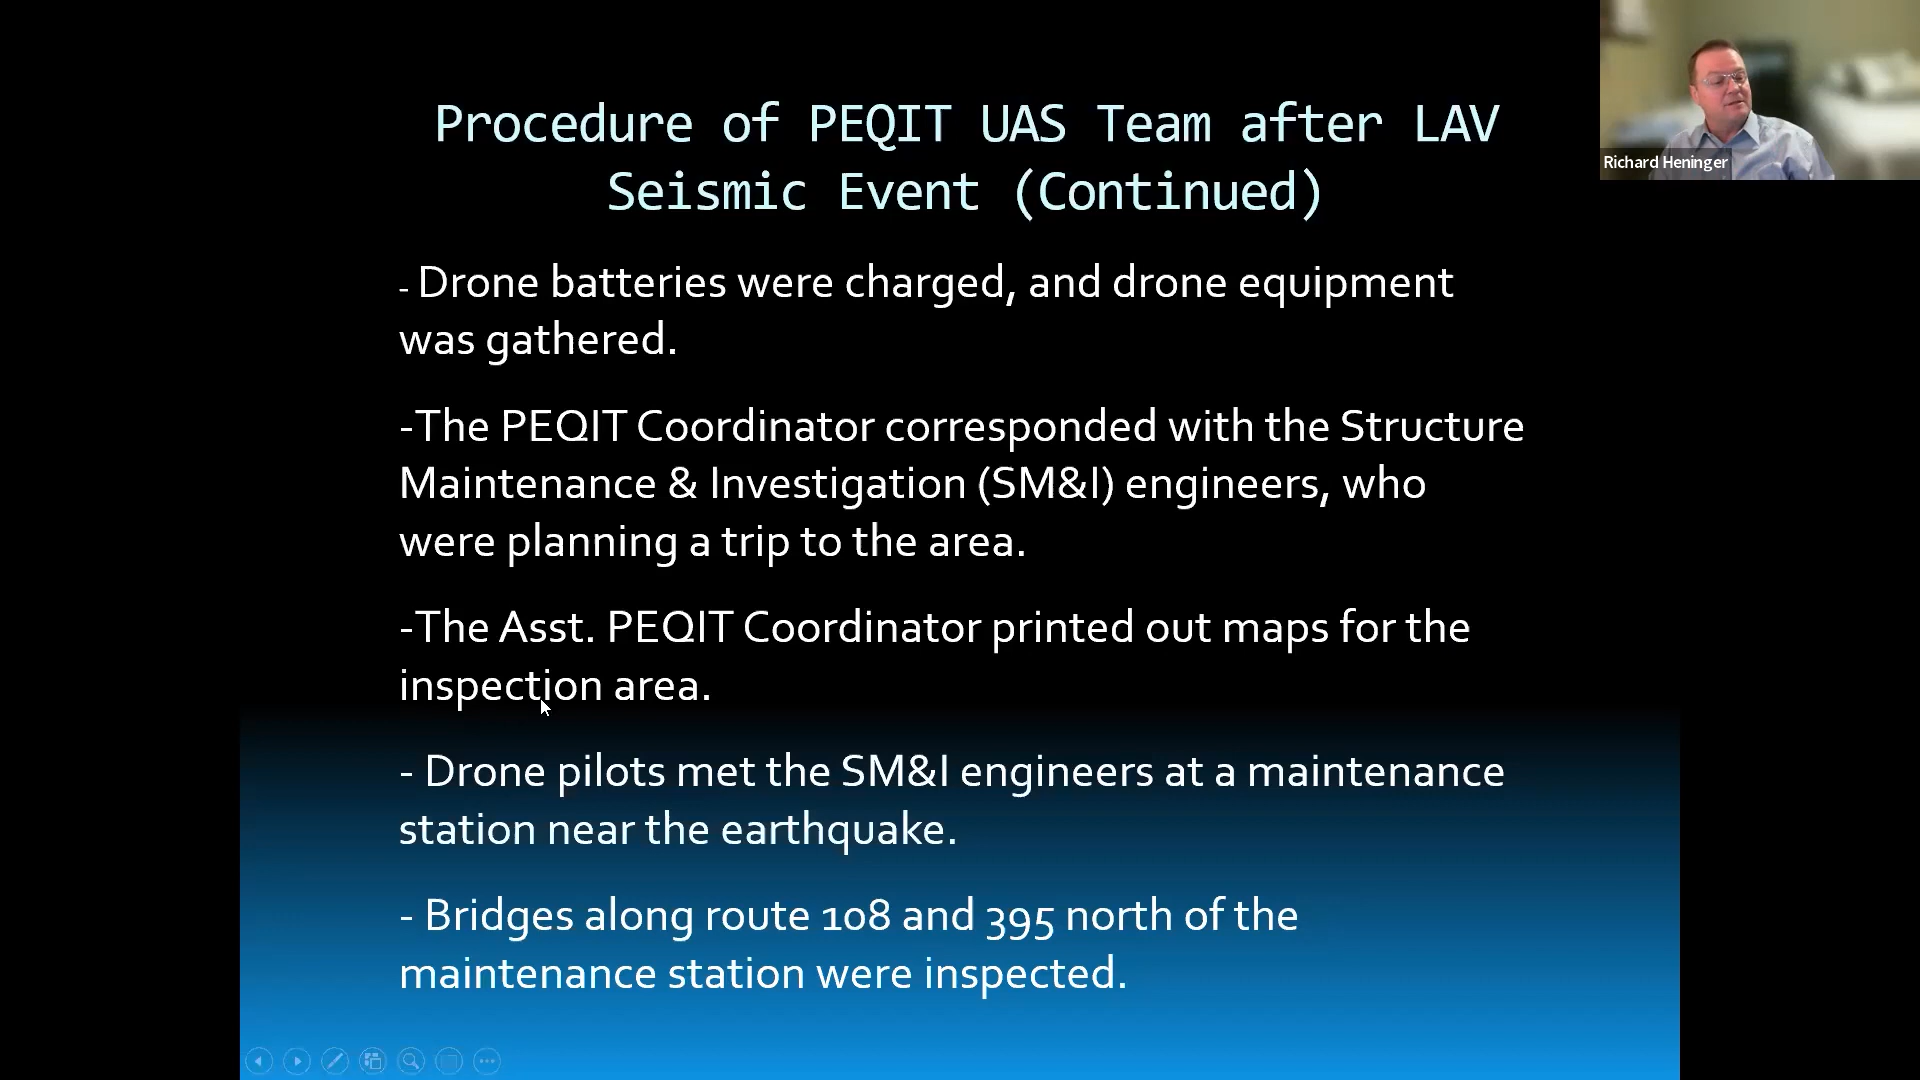 Procedure of PEQIT UAS Team after LAV
Seismic Event (Continued)
Richard Heninger
- Drone batteries were charged, and drone equipment
was gathered.
-The PEQIT Coordinator corresponded with the Structure
Maintenance & Investigation (SM&I) engineers, who
were planning a trip to the area.
-The Asst. PEQIT Coordinator printed out maps for the
inspection area.
- Drone pilots met the SM&I engineers at a maintenance
station near the earthquake.
- Bridges along route 108 and 395 north of the
maintenance station were inspected.